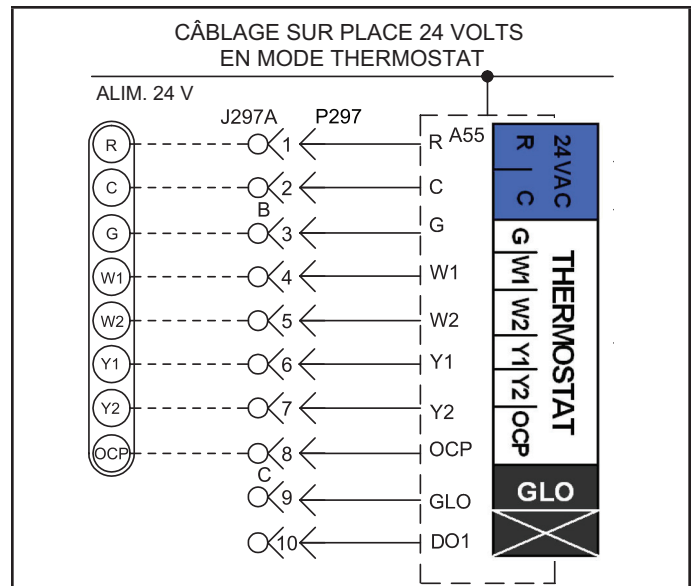 CÂBLAGE SUR PLACE 24 VOLTS
EN MODE THERMOSTAT
ALIM. 24 V
J297A P297
R 1 R A55
C 2 C
B
G 3 G
W1 4 W1
W2 5 W2
Y1 6 Y1
Y2 7 Y2
OCP 8 OCP
C
9 GLO
10 DO1
24 VAC
R C
THERMOSTAT
G W1 W2 Y1 Y2 OCP
GLO